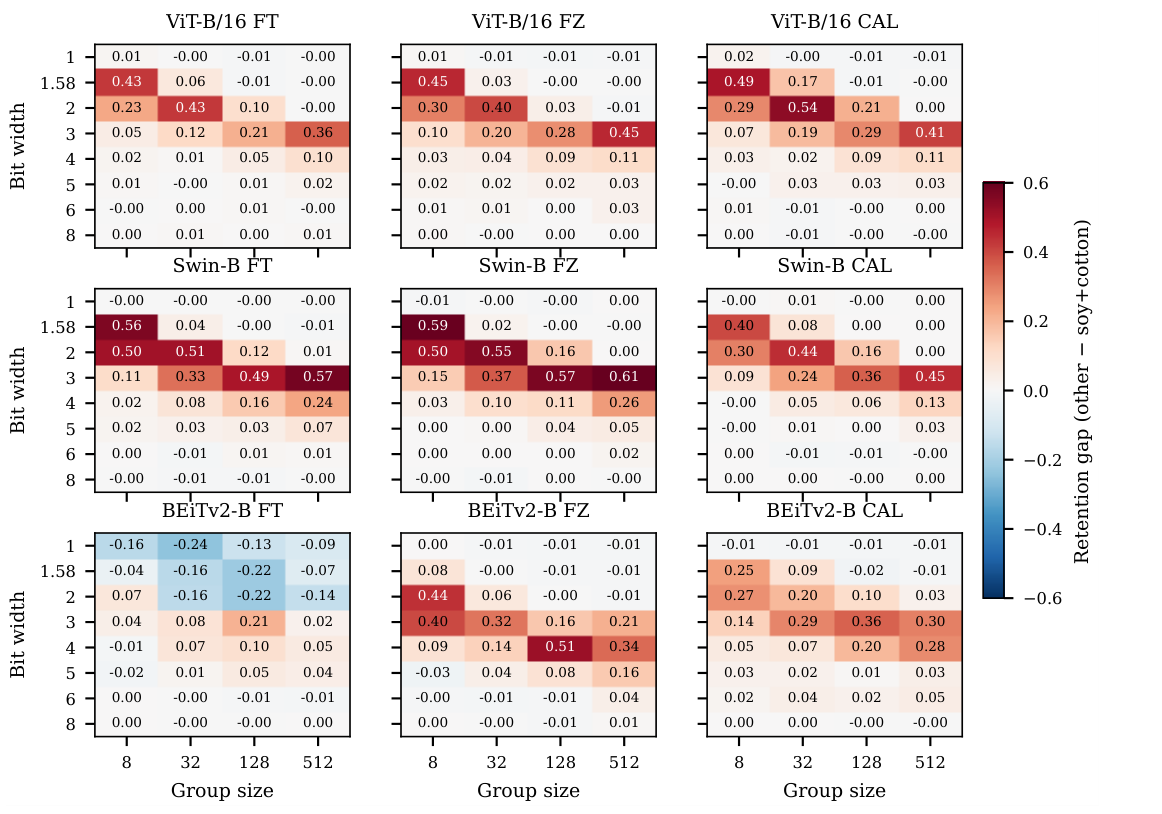 ViT-B/16 FT ViT-B/16 FZ ViT-B/16 CAL
1 0.01 -0.00 -0.01 -0.00 0.01 -0.01 -0.01 -0.01 0.02 -0.00 -0.01 -0.01
1.58 0.43 0.06 -0.01 -0.00 0.45 0.03 -0.00 -0.00 0.49 0.17 -0.01 -0.00
2 0.23 0.43 0.10 -0.00 0.30 0.40 0.03 -0.01 0.29 0.54 0.21 0.00
3 0.05 0.12 0.21 0.36 0.10 0.20 0.28 0.45 0.07 0.19 0.29 0.41
4 0.02 0.01 0.05 0.10 0.03 0.04 0.09 0.11 0.03 0.02 0.09 0.11
5 0.01 -0.00 0.01 0.02 0.02 0.02 0.02 0.03 -0.00 0.03 0.03 0.03
6 -0.00 0.00 0.01 -0.00 0.01 0.01 0.00 0.03 0.01 -0.01 -0.00 0.00
8 0.00 0.01 0.00 0.01 0.00 -0.00 0.00 0.00 0.00 -0.01 -0.00 -0.00
Bit width
Swin-B FT Swin-B FZ Swin-B CAL
1 -0.00 -0.00 -0.00 -0.00 -0.01 -0.00 -0.00 0.00 -0.00 0.01 -0.00 0.00
1.58 0.56 0.04 -0.00 -0.01 0.59 0.02 -0.00 -0.00 0.40 0.08 0.00 0.00
2 0.50 0.51 0.12 0.01 0.50 0.55 0.16 0.00 0.30 0.44 0.16 0.00
3 0.11 0.33 0.49 0.57 0.15 0.37 0.57 0.61 0.09 0.24 0.36 0.45
4 0.02 0.08 0.16 0.24 0.03 0.10 0.11 0.26 -0.00 0.05 0.06 0.13
5 0.02 0.03 0.03 0.07 0.00 0.00 0.04 0.05 -0.00 0.01 0.00 0.03
6 0.00 -0.01 0.01 0.01 0.00 0.00 0.00 0.02 0.00 -0.01 -0.01 0.00
8 -0.00 -0.01 -0.01 -0.00 -0.00 -0.01 0.00 -0.00 0.00 -0.00 -0.00 -0.00
Bit width
BEiTv2-B FT BEiTv2-B FZ BEiTv2-B CAL
1 -0.16 -0.24 -0.13 -0.09 0.00 -0.01 -0.01 -0.01 -0.01 -0.01 -0.01 -0.01
1.58 -0.04 -0.16 -0.22 -0.07 0.08 -0.00 -0.01 -0.01 0.25 0.09 -0.02 -0.01
2 0.07 -0.16 -0.22 -0.14 0.44 0.06 -0.00 -0.01 0.27 0.20 0.10 0.03
3 0.04 0.08 0.21 0.02 0.40 0.32 0.16 0.21 0.14 0.29 0.36 0.30
4 -0.01 0.07 0.10 0.05 0.09 0.14 0.51 0.34 0.05 0.07 0.20 0.28
5 -0.02 0.01 0.05 0.04 -0.03 0.04 0.08 0.16 0.03 0.02 0.01 0.03
6 0.00 -0.00 -0.01 -0.01 -0.00 -0.01 -0.01 0.04 0.02 0.04 0.02 0.05
8 0.00 -0.00 -0.00 0.00 0.00 -0.00 -0.01 0.01 0.00 0.00 -0.00 -0.00
Bit width
8 32 128 512 8 32 128 512 8 32 128 512
Group size Group size Group size
0.6
0.4
0.2
0.0
−0.2
−0.4
−0.6
Retention gap (other − soy+cotton)